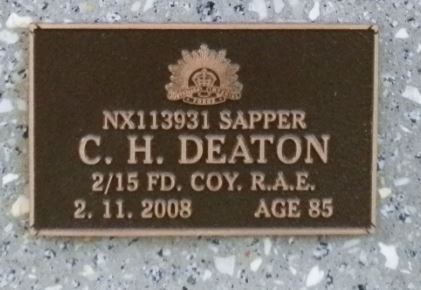 NX113931 SAPPER
C. H. DEATON
2/15 FD. COY. R.A.E.
2. 11. 2008 AGE 85